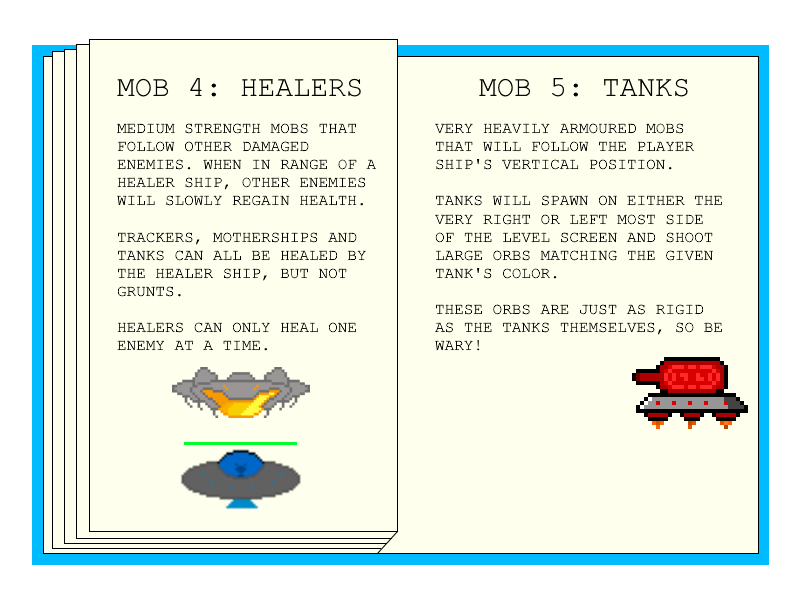 MOB 4: HEALERS
MEDIUM STRENGTH MOBS THAT
FOLLOW OTHER DAMAGED
ENEMIES. WHEN IN RANGE OF A
HEALER SHIP, OTHER ENEMIES
WILL SLOWLY REGAIN HEALTH.
TRACKERS, MOTHERSHIPS AND
TANKS CAN ALL BE HEALED BY
THE HEALER SHIP, BUT NOT
GRUNTS.
HEALERS CAN ONLY HEAL ONE
ENEMY AT A TIME.
MOB 5: TANKS
VERY HEAVILY ARMOURED MOBS
THAT WILL FOLLOW THE PLAYER
SHIP'S VERTICAL POSITION.
TANKS WILL SPAWN ON EITHER THE
VERY RIGHT OR LEFT MOST SIDE
OF THE LEVEL SCREEN AND SHOOT
LARGE ORBS MATCHING THE GIVEN
TANK'S COLOR.
THESE ORBS ARE JUST AS RIGID
AS THE TANKS THEMSELVES, SO BE
WARY!